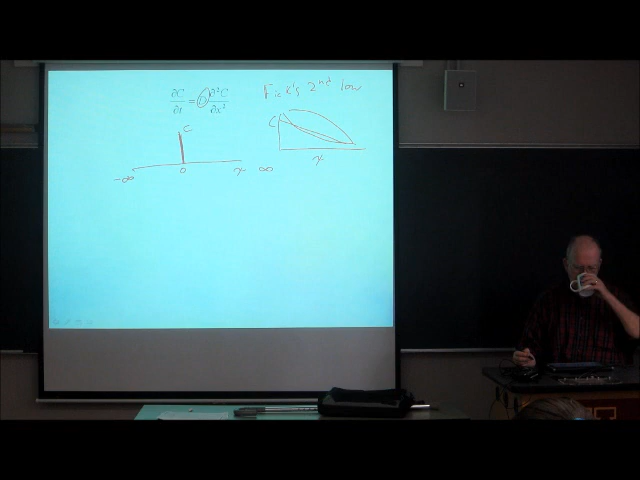 ∂C/∂t = D ∂²C/∂x²
Fick's 2nd law
C
C
-∞ 0 x ∞
x